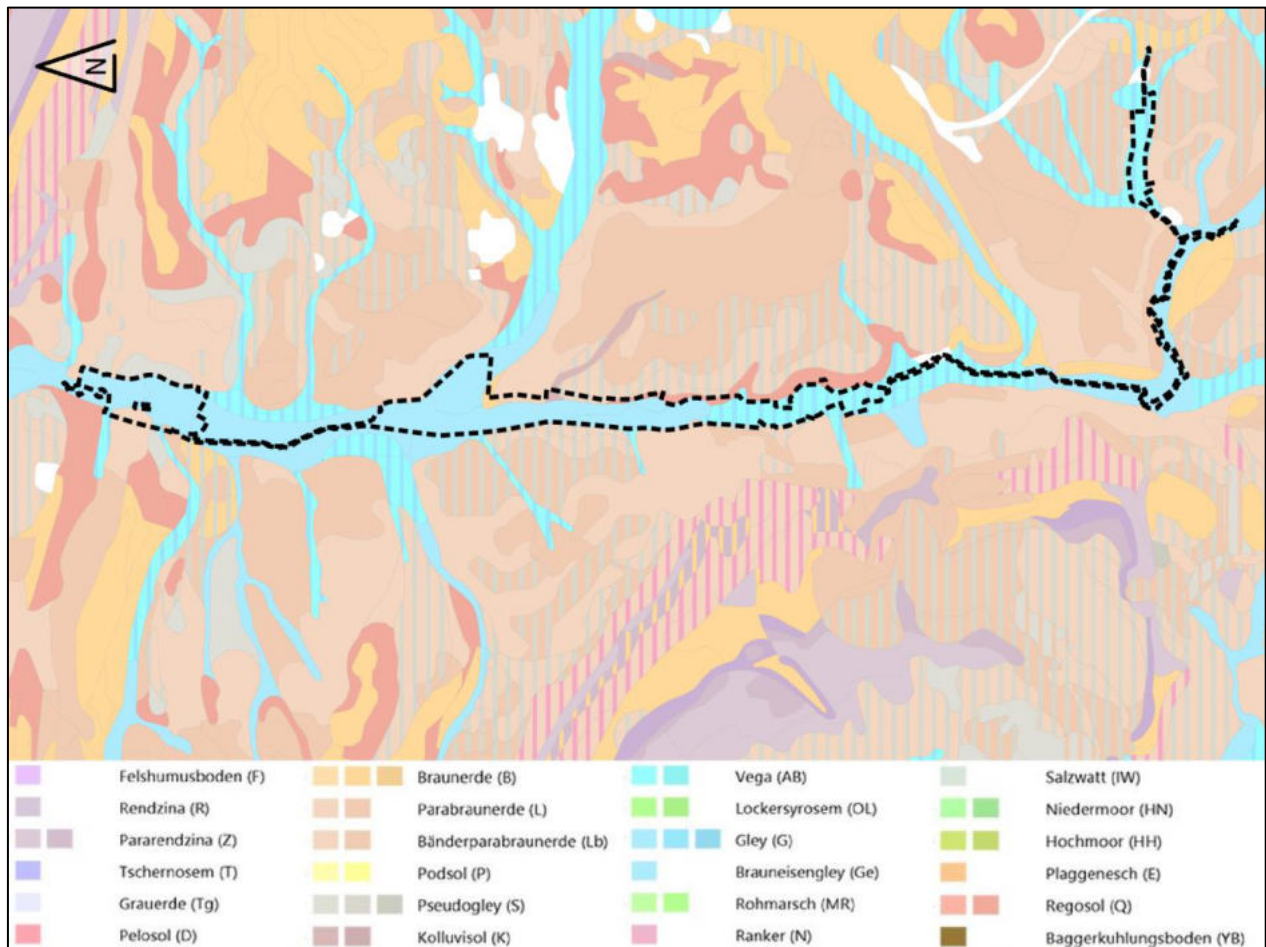 N
Felshumusboden (F)
Rendzina (R)
Pararendzina (Z)
Tschernosem (T)
Grauerde (Tg)
Pelosol (D)
Braunerde (B)
Parabraunerde (L)
Bänderparabraunerde (Lb)
Podsol (P)
Pseudogley (S)
Kolluvisol (K)
Vega (AB)
Lockersyrosem (OL)
Gley (G)
Brauneisengley (Ge)
Rohmarsch (MR)
Ranker (N)
Salzwatt (IW)
Niedermoor (HN)
Hochmoor (HH)
Plaggenesch (E)
Regosol (Q)
Baggerkuhlungsboden (YB)